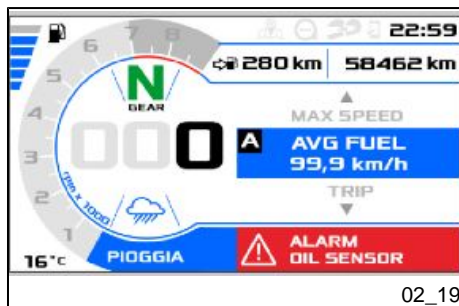 22:59
280 km 58462 km
8
7
6
5
4
3
2
1
rpm x 1000
N
GEAR
000
MAX SPEED
A AVG FUEL
99,9 km/h
TRIP
16°c
PIOGGIA
ALARM
OIL SENSOR
02_19